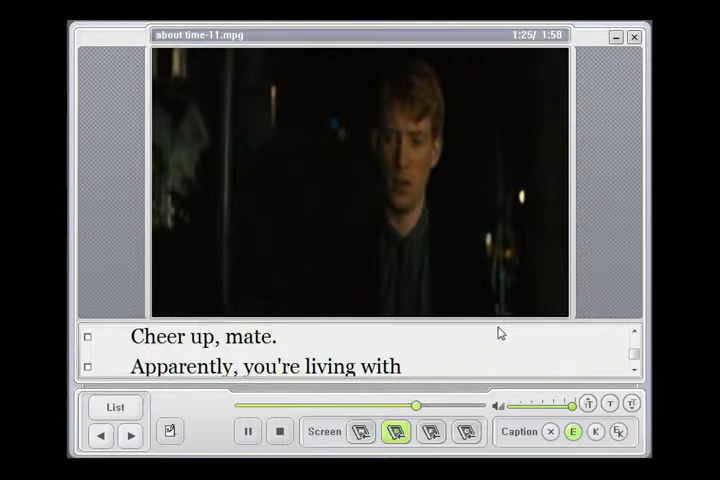 about time-11.mpg 1:25/ 1:58
Cheer up, mate.
Apparently, you're living with
List
Screen
Caption
E
K
EK
T
T
T